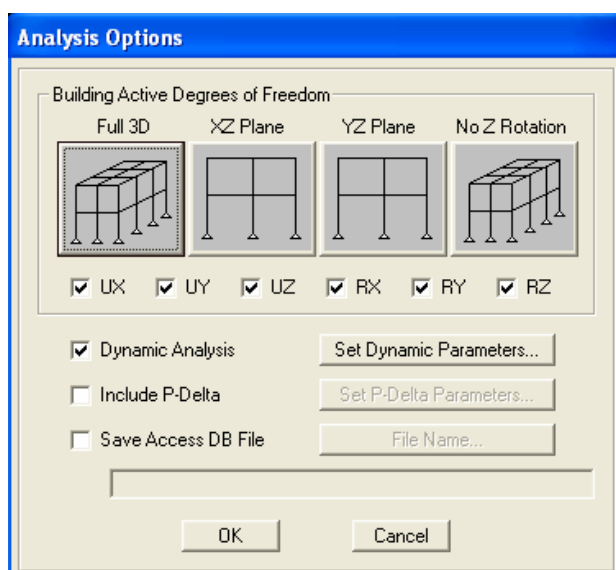 Analysis Options
Building Active Degrees of Freedom
Full 3D XZ Plane YZ Plane No Z Rotation
UX UY UZ RX RY RZ
Dynamic Analysis Set Dynamic Parameters...
Include P-Delta Set P-Delta Parameters...
Save Access DB File File Name...
OK Cancel